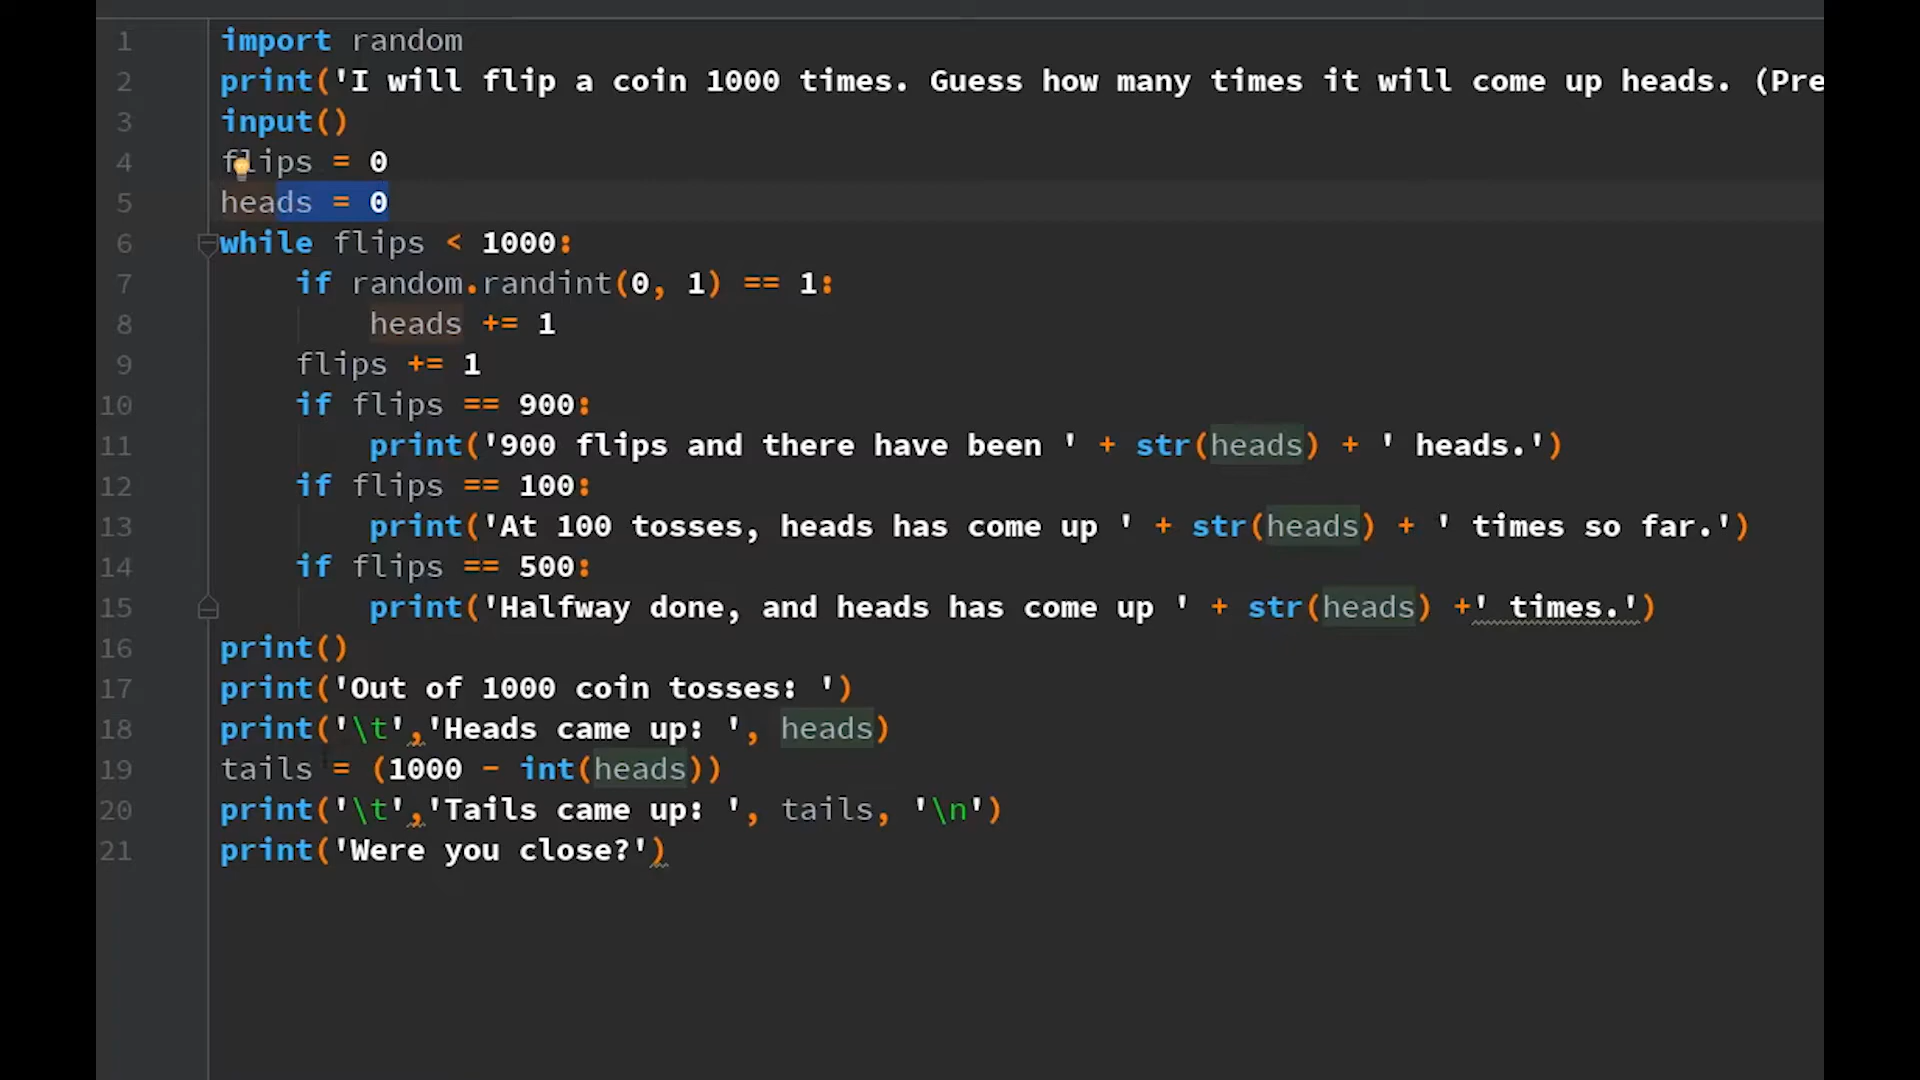 1 import random
2 print('I will flip a coin 1000 times. Guess how many times it will come up heads. (Pre
3 input()
4 flips = 0
5 heads = 0
6 while flips < 1000:
7     if random.randint(0, 1) == 1:
8         heads += 1
9     flips += 1
10     if flips == 900:
11         print('900 flips and there have been ' + str(heads) + ' heads.')
12     if flips == 100:
13         print('At 100 tosses, heads has come up ' + str(heads) + ' times so far.')
14     if flips == 500:
15         print('Halfway done, and heads has come up ' + str(heads) +' times.')
16 print()
17 print('Out of 1000 coin tosses: ')
18 print('\t','Heads came up: ', heads)
19 tails = (1000 - int(heads))
20 print('\t','Tails came up: ', tails, '\n')
21 print('Were you close?')